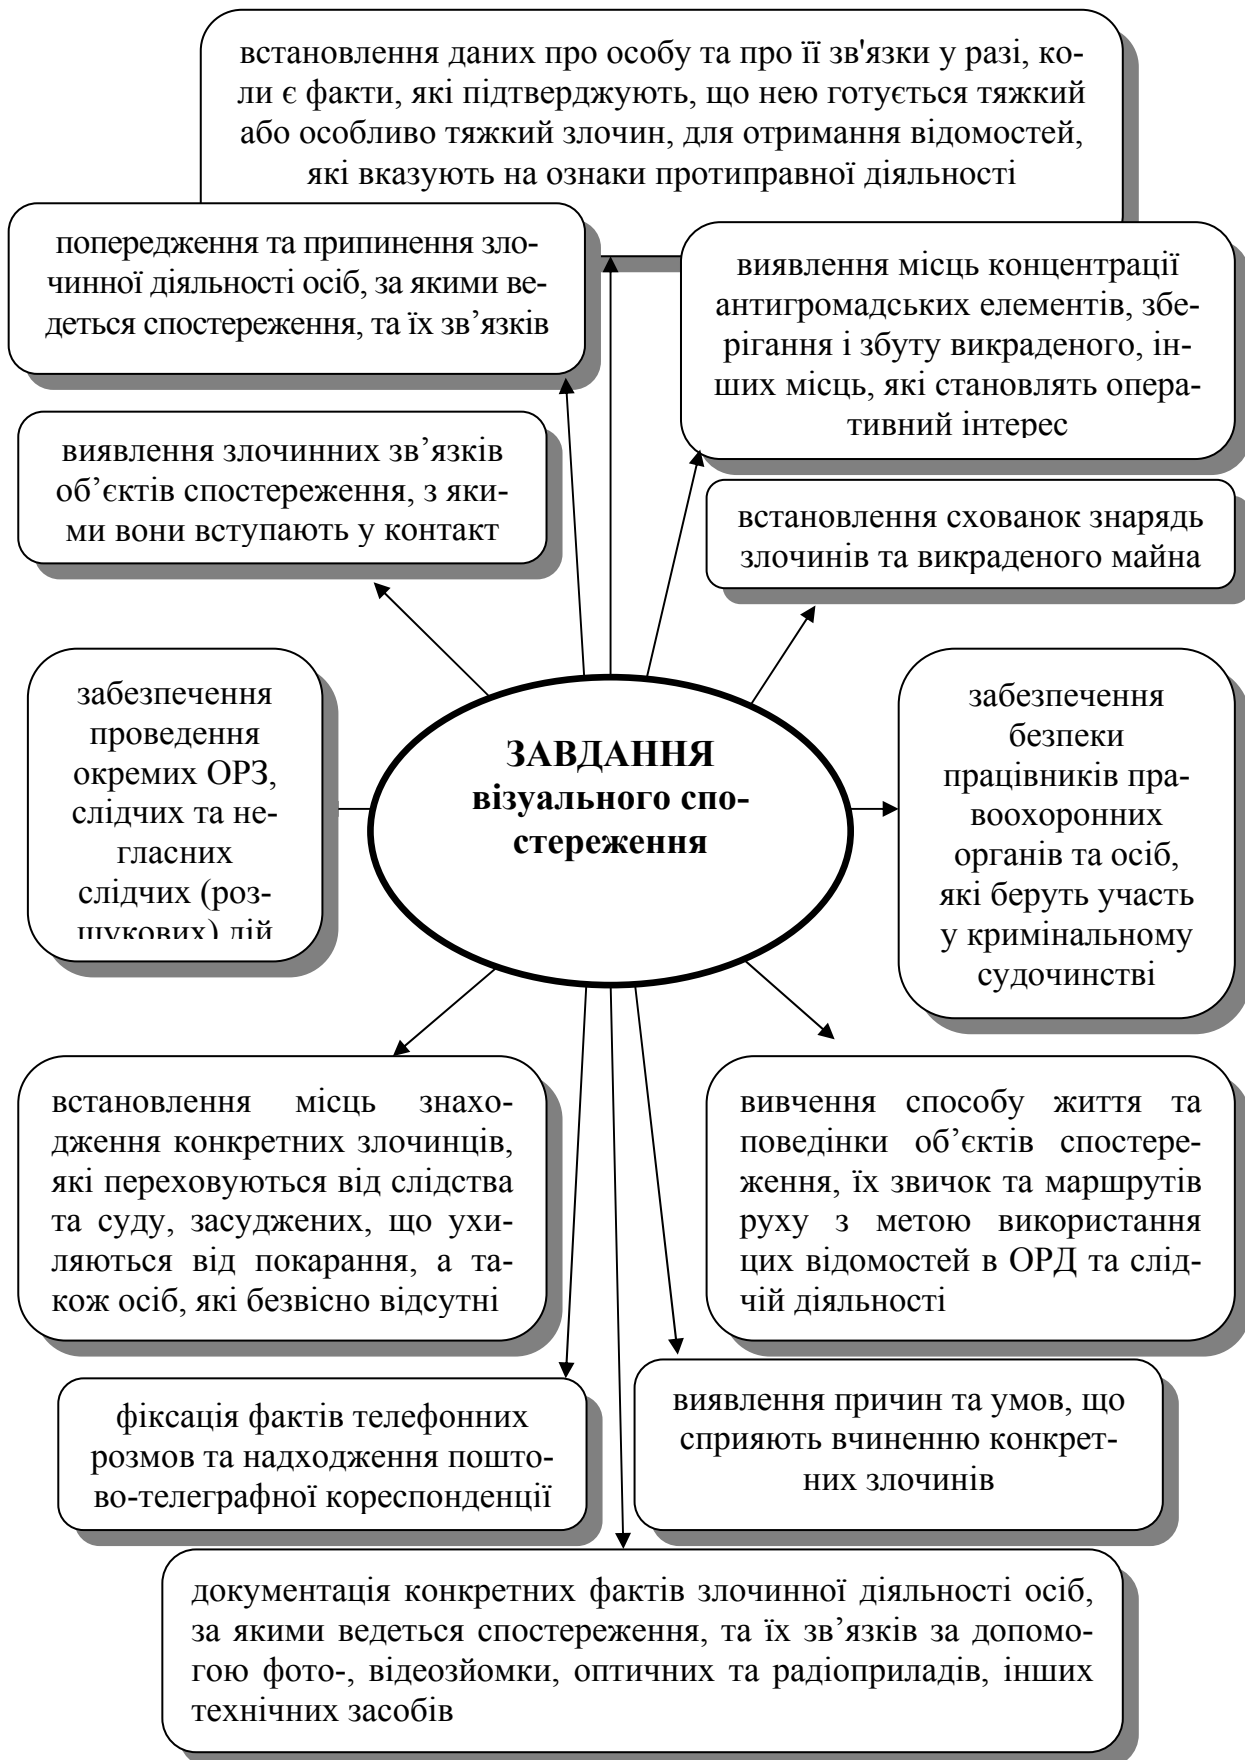 встановлення даних про особу та про її зв'язки у разі, ко-
ли є факти, які підтверджують, що нею готується тяжкий
або особливо тяжкий злочин, для отримання відомостей,
які вказують на ознаки протиправної діяльності
попередження та припинення зло-
чинної діяльності осіб, за якими ве-
деться спостереження, та їх зв’язків
виявлення місць концентрації
антигромадських елементів, збе-
рігання і збуту викраденого, ін-
ших місць, які становлять опера-
тивний інтерес
виявлення злочинних зв’язків
об’єктів спостереження, з яки-
ми вони вступають у контакт
встановлення схованок знарядь
злочинів та викраденого майна
забезпечення
проведення
окремих ОРЗ,
слідчих та не-
гласних
слідчих (роз-
шукових) дій
ЗАВДАННЯ
візуального спо-
стереження
забезпечення
безпеки
працівників пра-
воохоронних
органів та осіб,
які беруть участь
у кримінальному
судочинстві
встановлення місць знахо-
дження конкретних злочинців,
які переховуються від слідства
та суду, засуджених, що ухи-
ляються від покарання, а та-
кож осіб, які безвісно відсутні
вивчення способу життя та
поведінки об’єктів спостере-
ження, їх звичок та маршрутів
руху з метою використання
цих відомостей в ОРД та слід-
чій діяльності
фіксація фактів телефонних
розмов та надходження пошто-
во-телеграфної кореспонденції
виявлення причин та умов, що
сприяють вчиненню конкрет-
них злочинів
документація конкретних фактів злочинної діяльності осіб,
за якими ведеться спостереження, та їх зв’язків за допомо-
гою фото-, відеозйомки, оптичних та радіоприладів, інших
технічних засобів